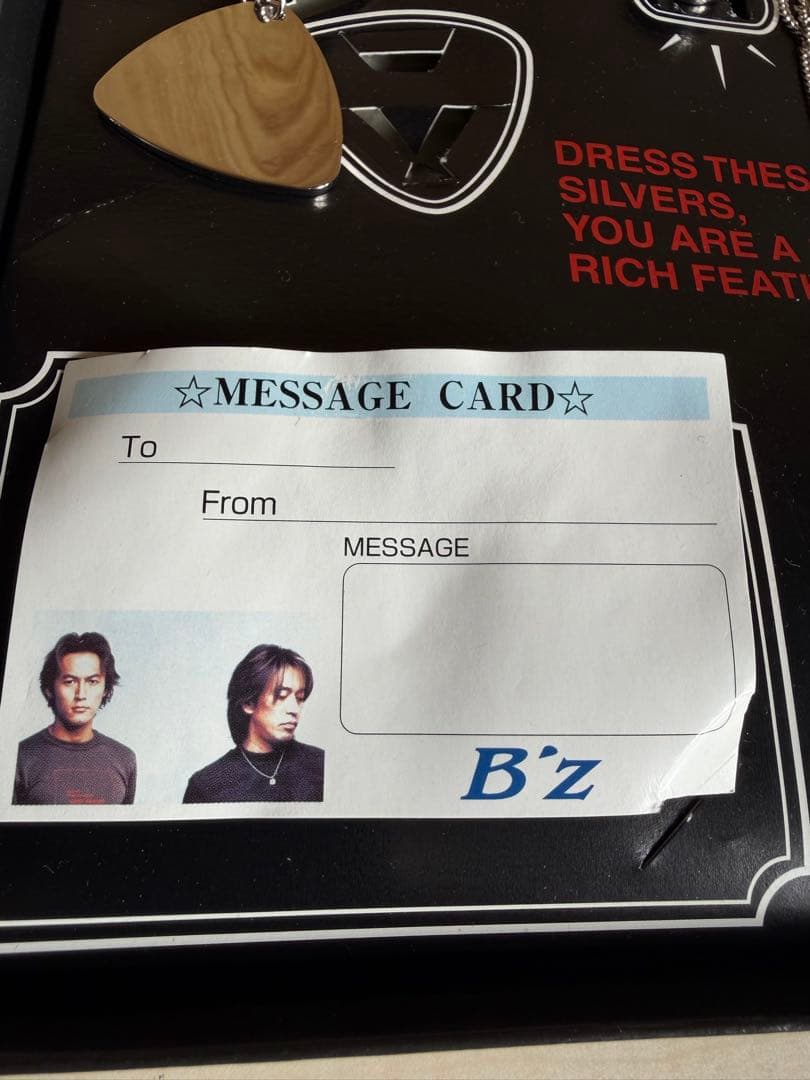 DRESS THES
SILVERS,
YOU ARE A
RICH FEAT
☆MESSAGE CARD☆
To
From
MESSAGE
B'z